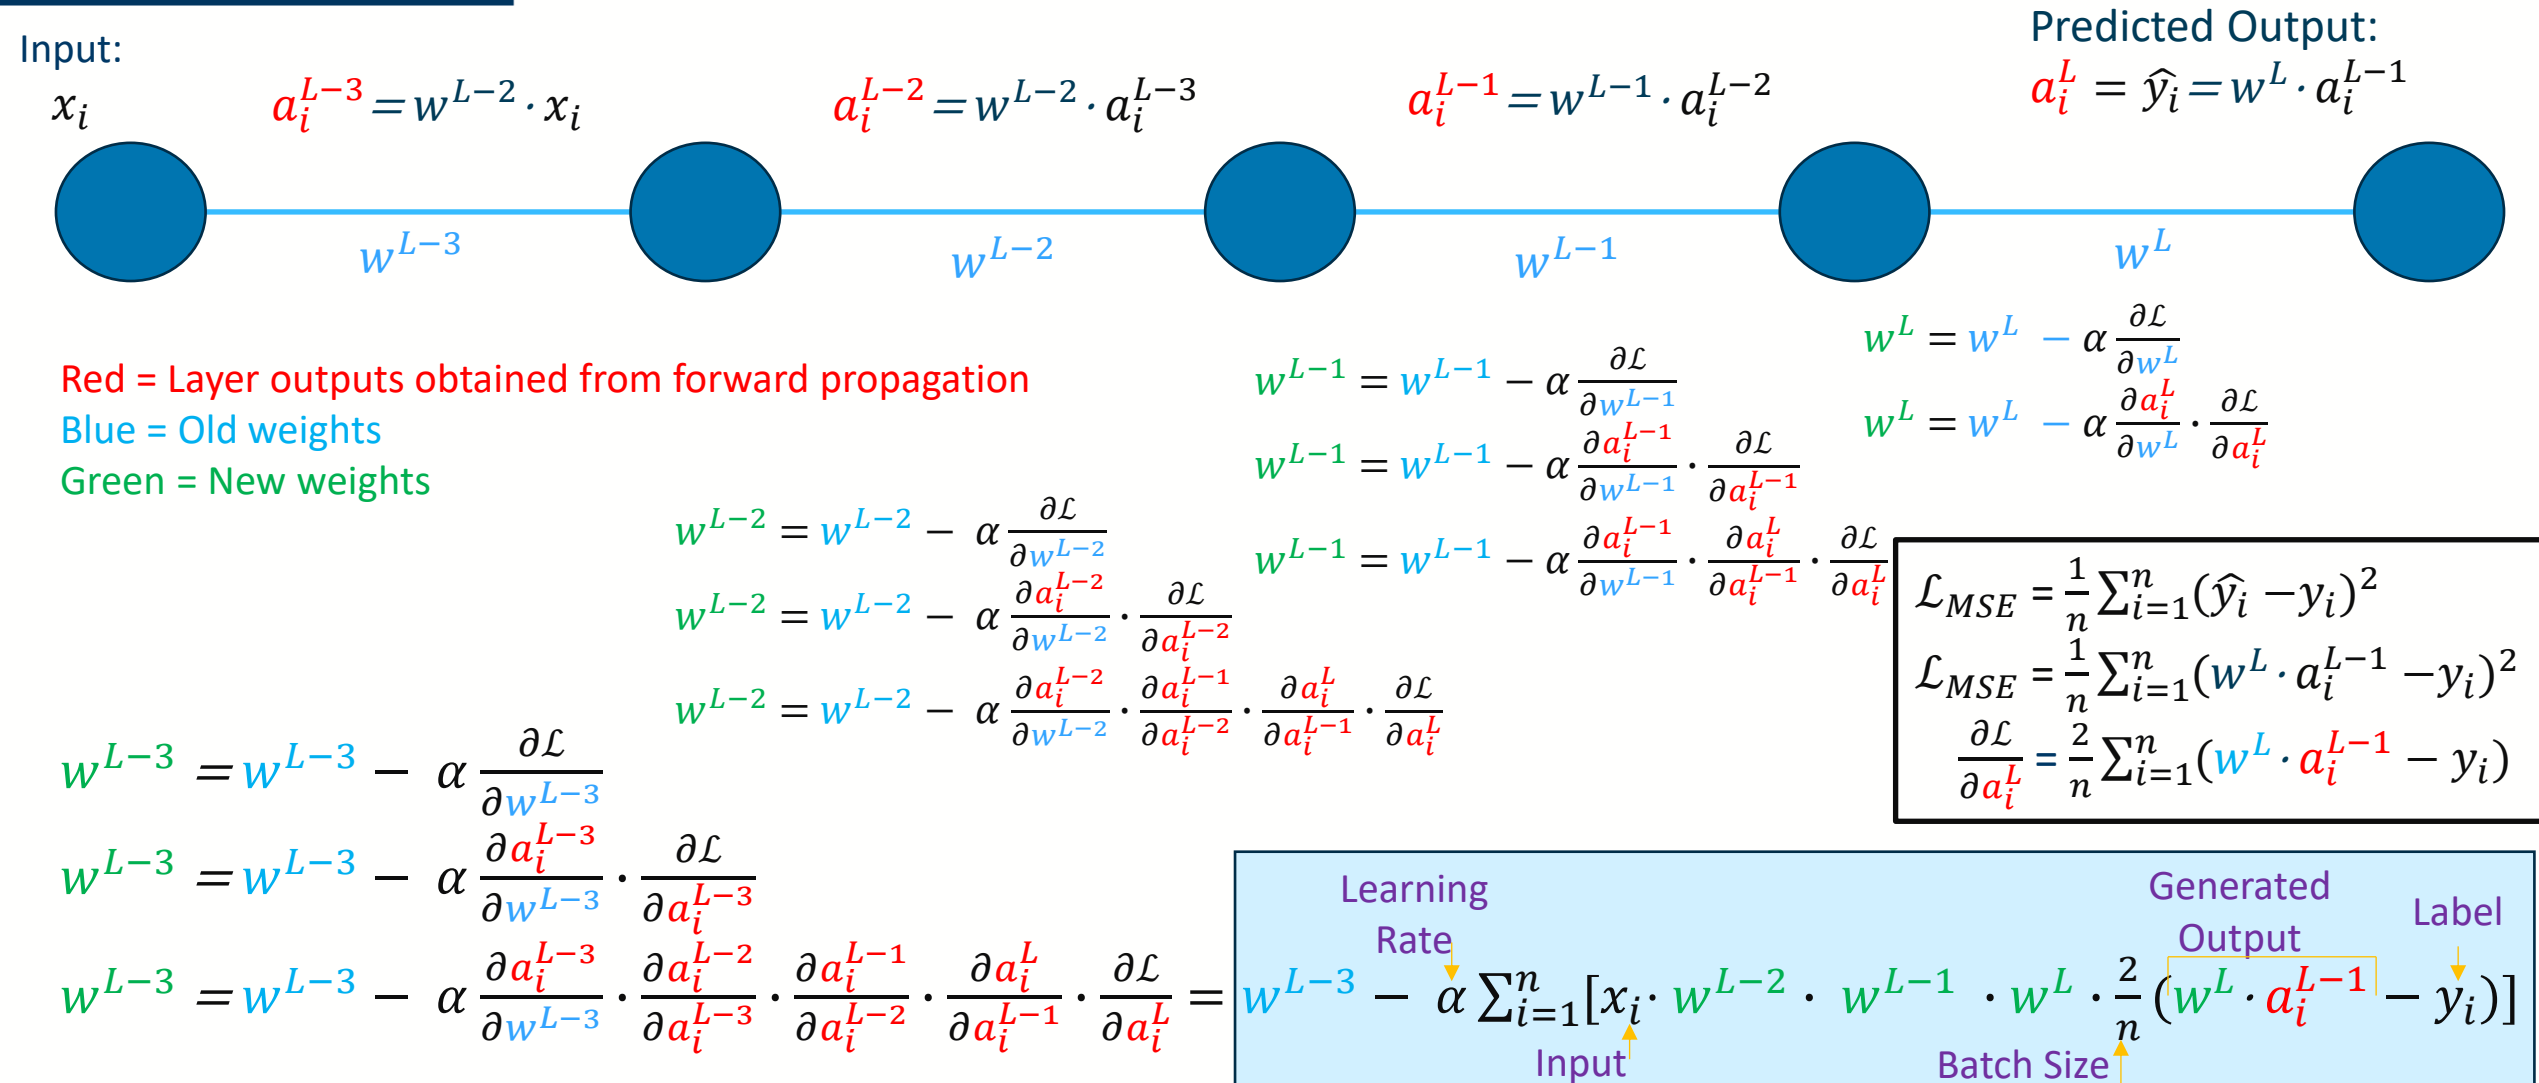 Input:
Predicted Output:
x_i
a_i^{L-3} = w^{L-2} · x_i
a_i^{L-2} = w^{L-2} · a_i^{L-3}
a_i^{L-1} = w^{L-1} · a_i^{L-2}
a_i^L = ŷ_i = w^L · a_i^{L-1}
w^{L-3}
w^{L-2}
w^{L-1}
w^L
Red = Layer outputs obtained from forward propagation
Blue = Old weights
Green = New weights
w^L = w^L − α ∂ℒ/∂w^L
w^L = w^L − α ∂a_i^L/∂w^L · ∂ℒ/∂a_i^L
w^{L-1} = w^{L-1} − α ∂ℒ/∂w^{L-1}
w^{L-1} = w^{L-1} − α ∂a_i^{L-1}/∂w^{L-1} · ∂ℒ/∂a_i^{L-1}
w^{L-1} = w^{L-1} − α ∂a_i^{L-1}/∂w^{L-1} · ∂a_i^L/∂a_i^{L-1} · ∂ℒ/∂a_i^L
w^{L-2} = w^{L-2} − α ∂ℒ/∂w^{L-2}
w^{L-2} = w^{L-2} − α ∂a_i^{L-2}/∂w^{L-2} · ∂ℒ/∂a_i^{L-2}
w^{L-2} = w^{L-2} − α ∂a_i^{L-2}/∂w^{L-2} · ∂a_i^{L-1}/∂a_i^{L-2} · ∂a_i^L/∂a_i^{L-1} · ∂ℒ/∂a_i^L
ℒ_{MSE} = 1/n ∑_{i=1}^n (ŷ_i − y_i)^2
ℒ_{MSE} = 1/n ∑_{i=1}^n (w^L · a_i^{L-1} − y_i)^2
∂ℒ/∂a_i^L = 2/n ∑_{i=1}^n (w^L · a_i^{L-1} − y_i)
w^{L-3} = w^{L-3} − α ∂ℒ/∂w^{L-3}
w^{L-3} = w^{L-3} − α ∂a_i^{L-3}/∂w^{L-3} · ∂ℒ/∂a_i^{L-3}
w^{L-3} = w^{L-3} − α ∂a_i^{L-3}/∂w^{L-3} · ∂a_i^{L-2}/∂a_i^{L-3} · ∂a_i^{L-1}/∂a_i^{L-2} · ∂a_i^L/∂a_i^{L-1} · ∂ℒ/∂a_i^L = w^{L-3} − α ∑_{i=1}^n [x_i · w^{L-2} · w^{L-1} · w^L · 2/n (w^L · a_i^{L-1} − y_i)]
Learning
Rate
Generated
Output
Label
Input
Batch Size